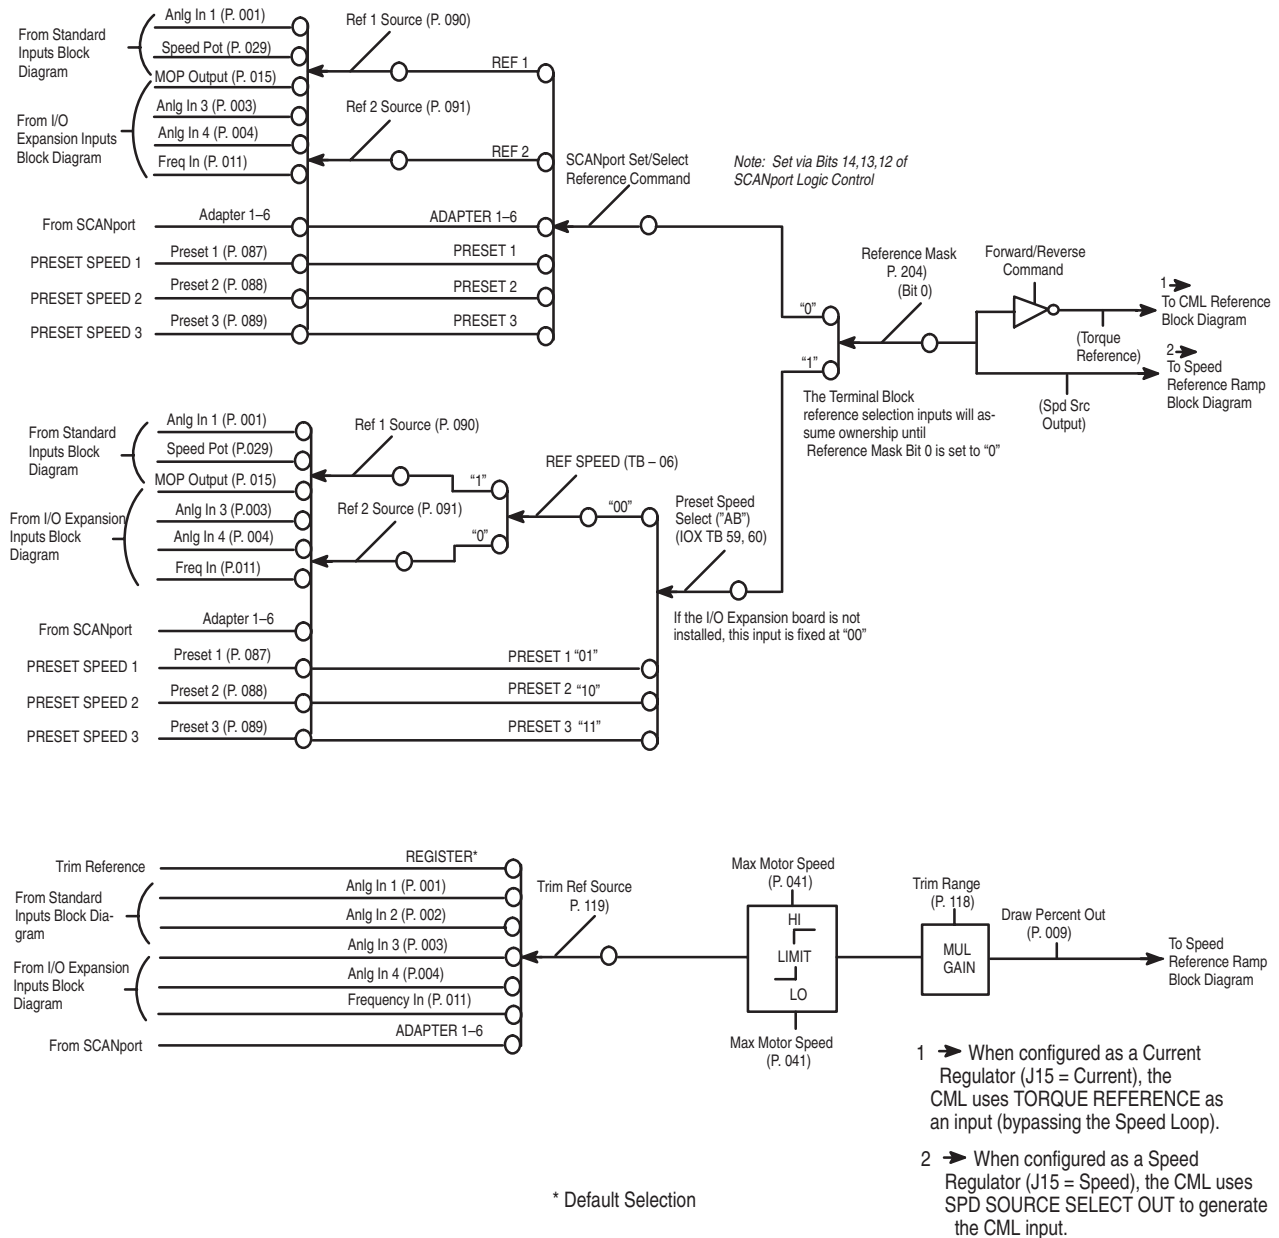 Anlg In 1 (P. 001)
From Standard
Inputs Block
Diagram
Speed Pot (P. 029)
MOP Output (P. 015)
Anlg In 3 (P. 003)
From I/O
Expansion Inputs
Block Diagram
Anlg In 4 (P. 004)
Freq In (P. 011)
Ref 1 Source (P. 090)
REF 1
Ref 2 Source (P. 091)
REF 2
SCANport Set/Select
Reference Command
Note: Set via Bits 14,13,12 of
SCANport Logic Control
From SCANport
Adapter 1–6
ADAPTER 1–6
PRESET SPEED 1
Preset 1 (P. 087)
PRESET 1
PRESET SPEED 2
Preset 2 (P. 088)
PRESET 2
PRESET SPEED 3
Preset 3 (P. 089)
PRESET 3
Reference Mask
P. 204)
(Bit 0)
Forward/Reverse
Command
“0”
“1”
1
To CML Reference
Block Diagram
(Torque
Reference)
2
To Speed
Reference Ramp
Block Diagram
(Spd Src
Output)
The Terminal Block
reference selection inputs will as-
sume ownership until
Reference Mask Bit 0 is set to “0”
Anlg In 1 (P. 001)
From Standard
Inputs Block
Diagram
Speed Pot (P.029)
MOP Output (P. 015)
Anlg In 3 (P.003)
From I/O Expansion
Inputs Block
Diagram
Anlg In 4 (P. 004)
Freq In (P.011)
Ref 1 Source (P. 090)
“1”
Ref 2 Source (P. 091)
“0”
REF SPEED (TB – 06)
“00”
Preset Speed
Select (”AB”)
(IOX TB 59, 60)
If the I/O Expansion board is not
installed, this input is fixed at “00”
From SCANport
Adapter 1–6
PRESET SPEED 1
Preset 1 (P. 087)
PRESET 1 “01”
PRESET SPEED 2
Preset 2 (P. 088)
PRESET 2 “10”
PRESET SPEED 3
Preset 3 (P. 089)
PRESET 3 “11”
Trim Reference
REGISTER*
From Standard
Inputs Block Dia-
gram
Anlg In 1 (P. 001)
Anlg In 2 (P. 002)
Anlg In 3 (P. 003)
From I/O Expansion
Inputs Block
Diagram
Anlg In 4 (P.004)
Frequency In (P. 011)
From SCANport
ADAPTER 1–6
Trim Ref Source
P. 119)
Max Motor Speed
(P. 041)
HI
LIMIT
LO
Max Motor Speed
(P. 041)
Trim Range
(P. 118)
MUL
GAIN
Draw Percent Out
(P. 009)
To Speed
Reference Ramp
Block Diagram
1 When configured as a Current
Regulator (J15 = Current), the
CML uses TORQUE REFERENCE as
an input (bypassing the Speed Loop).
2 When configured as a Speed
Regulator (J15 = Speed), the CML uses
SPD SOURCE SELECT OUT to generate
the CML input.
* Default Selection